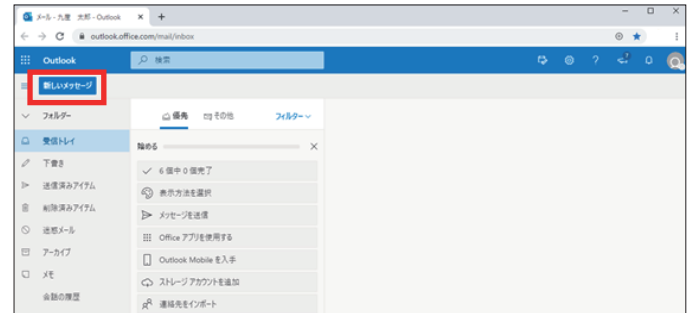 メール - 九産 太郎 - Outlook
outlook.office.com/mail/inbox
Outlook
検索
新しいメッセージ
フォルダー
優先 その他 フィルター
受信トレイ
始める
下書き
6 個中 0 個完了
送信済みアイテム
表示方法を選択
削除済みアイテム
メッセージを送信
迷惑メール
Office アプリを使用する
アーカイブ
Outlook Mobile を入手
メモ
ストレージ アカウントを追加
会話の履歴
連絡先をインポート